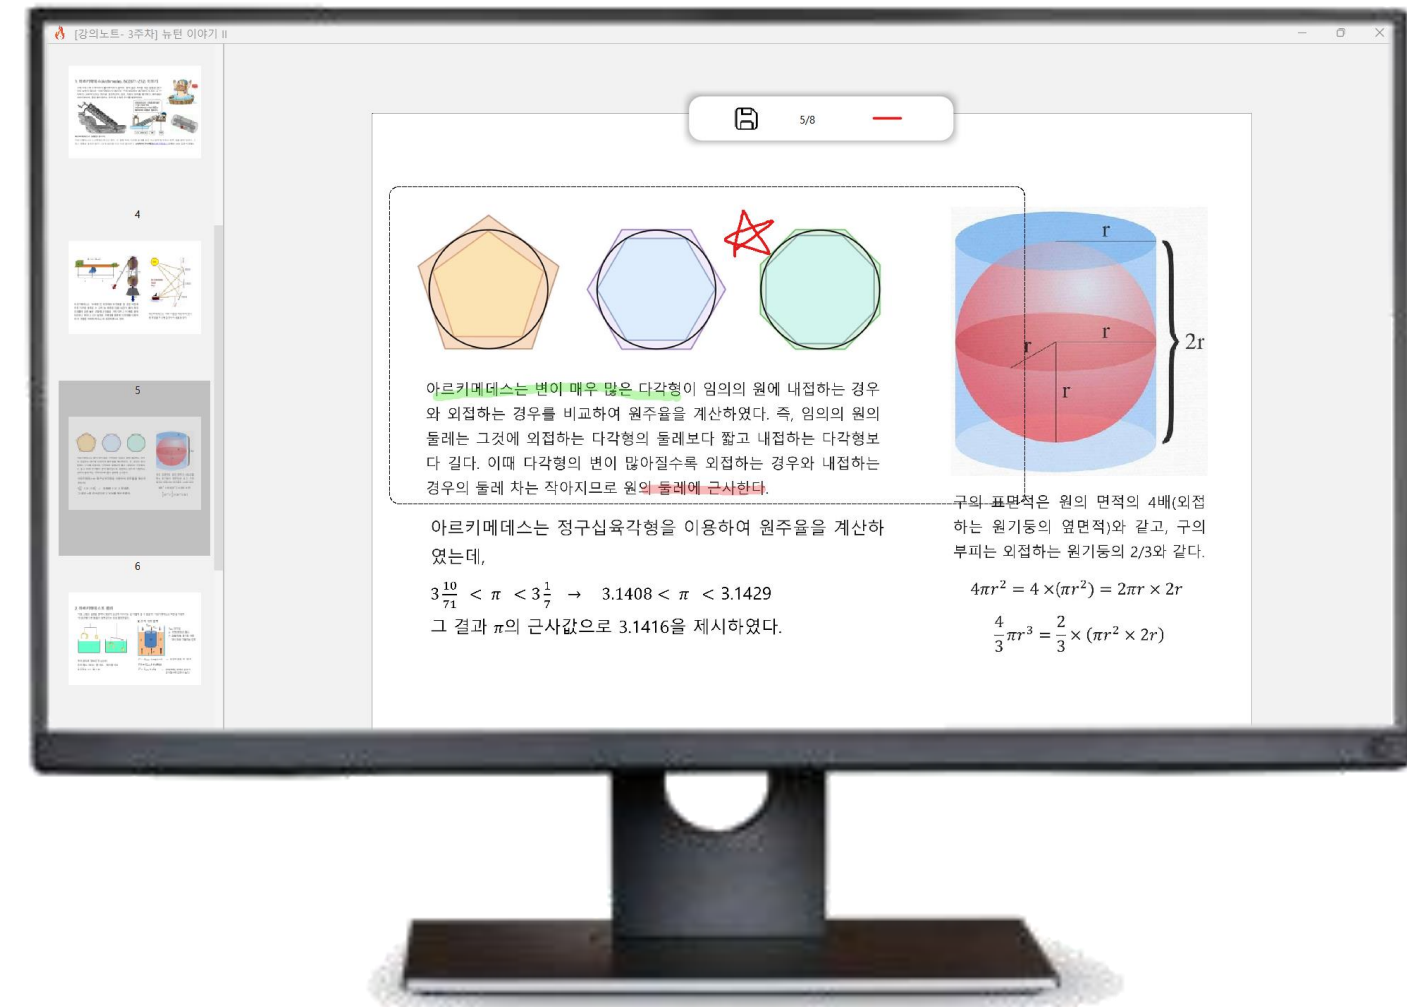 [강의노트- 3주차] 뉴턴 이야기 II
5/8
4
5
6
r
r
r
r
2r
아르키메데스는 변이 매우 많은 다각형이 임의의 원에 내접하는 경우
와 외접하는 경우를 비교하여 원주율을 계산하였다. 즉, 임의의 원의
둘레는 그것에 외접하는 다각형의 둘레보다 짧고 내접하는 다각형보
다 길다. 이때 다각형의 변이 많아질수록 외접하는 경우와 내접하는
경우의 둘레 차는 작아지므로 원의 둘레에 근사한다.
아르키메데스는 정구십육각형을 이용하여 원주율을 계산하
였는데,
3 10/71 < π < 3 1/7 → 3.1408 < π < 3.1429
그 결과 π의 근사값으로 3.1416을 제시하였다.
구의 표면적은 원의 면적의 4배(외접
하는 원기둥의 옆면적)와 같고, 구의
부피는 외접하는 원기둥의 2/3와 같다.
4πr² = 4 ×(πr²) = 2πr × 2r
4/3 πr³ = 2/3 × (πr² × 2r)